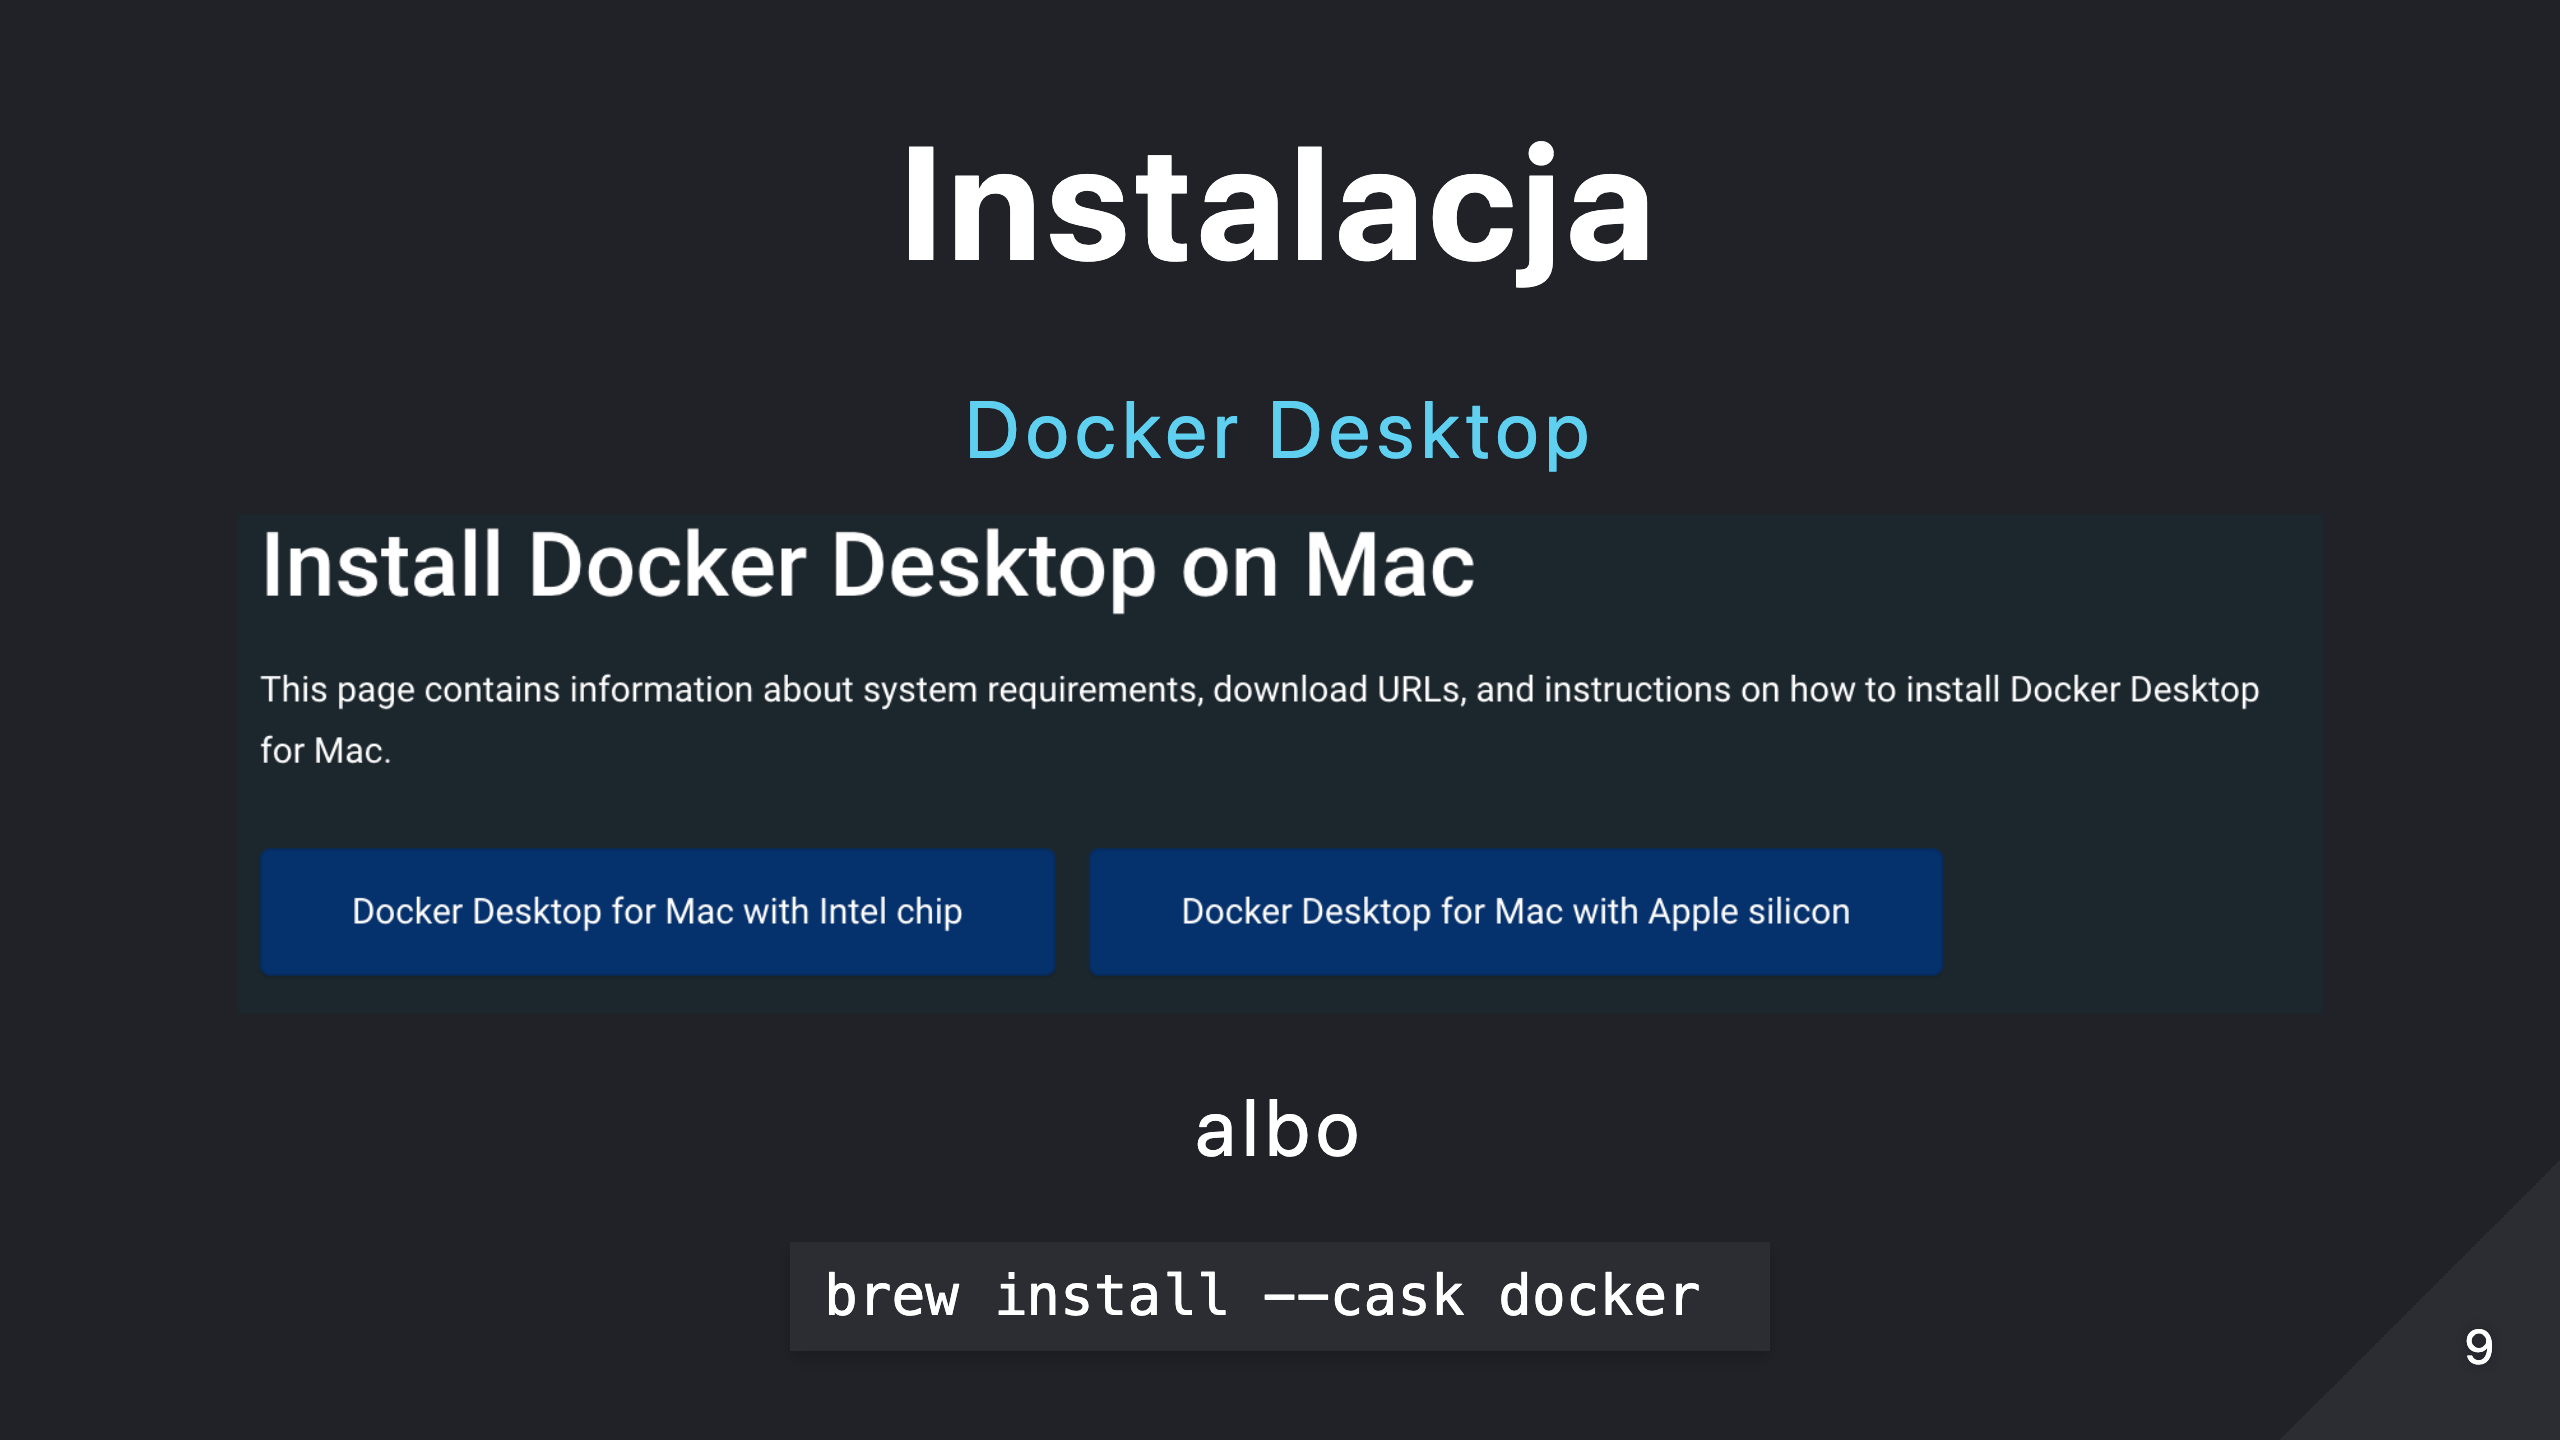 Instalacja
Docker Desktop
Install Docker Desktop on Mac
This page contains information about system requirements, download URLs, and instructions on how to install Docker Desktop
for Mac.
Docker Desktop for Mac with Intel chip
Docker Desktop for Mac with Apple silicon
albo
brew install --cask docker
9